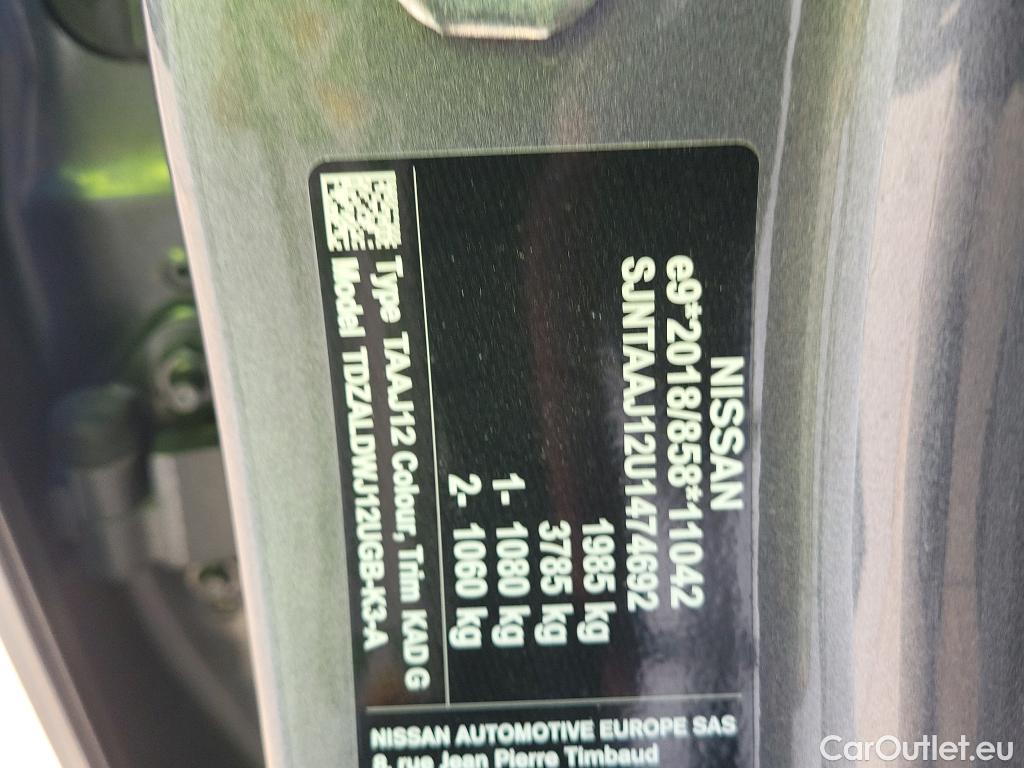 NISSAN
e9*2018/858*11042
SJNTAAJ12U1474692
1985 kg
3785 kg
1- 1080 kg
2- 1060 kg
Type TAAJ12 Colour, Trim KAD G
Model TDZALDWJ12UGB-K3-A
NISSAN AUTOMOTIVE EUROPE SAS
rue Jean Pierre Timbaud
CarOutlet.eu